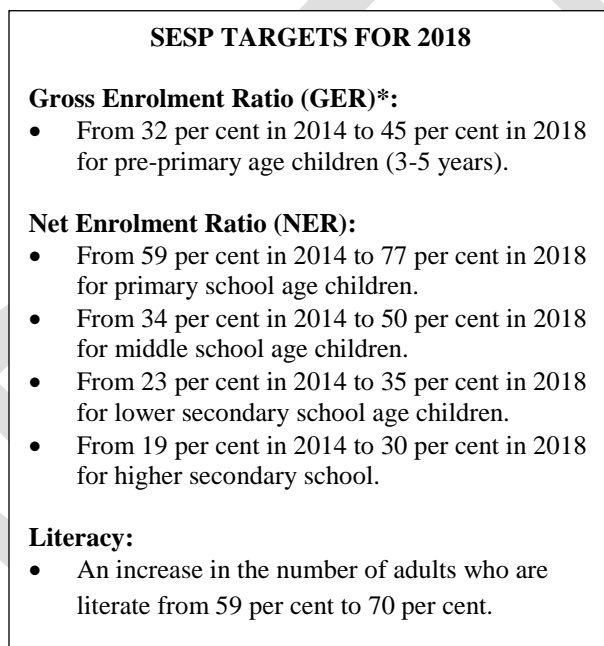 SESP TARGETS FOR 2018
Gross Enrolment Ratio (GER)*:
• From 32 per cent in 2014 to 45 per cent in 2018
for pre-primary age children (3-5 years).
Net Enrolment Ratio (NER):
• From 59 per cent in 2014 to 77 per cent in 2018
for primary school age children.
• From 34 per cent in 2014 to 50 per cent in 2018
for middle school age children.
• From 23 per cent in 2014 to 35 per cent in 2018
for lower secondary school age children.
• From 19 per cent in 2014 to 30 per cent in 2018
for higher secondary school.
Literacy:
• An increase in the number of adults who are
literate from 59 per cent to 70 per cent.